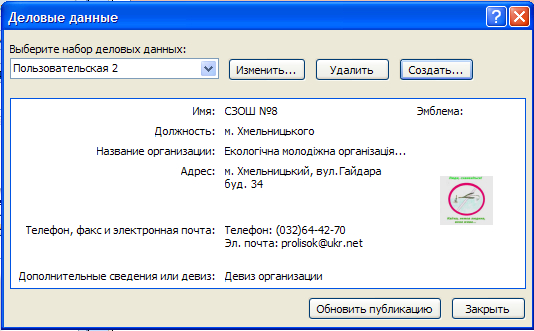 Деловые данные
Выберите набор деловых данных:
Пользовательская 2
Изменить...
Удалить
Создать...
Имя: СЗОШ №8
Эмблема:
Должность: м. Хмельницького
Название организации: Екологічна молодіжна організація...
Адрес: м. Хмельницький, вул.Гайдара
буд. 34
Телефон, факс и электронная почта: Телефон: (032)64-42-70
Эл. почта: prolisok@ukr.net
Дополнительные сведения или девиз: Девиз организации
Обновить публикацию
Закрыть